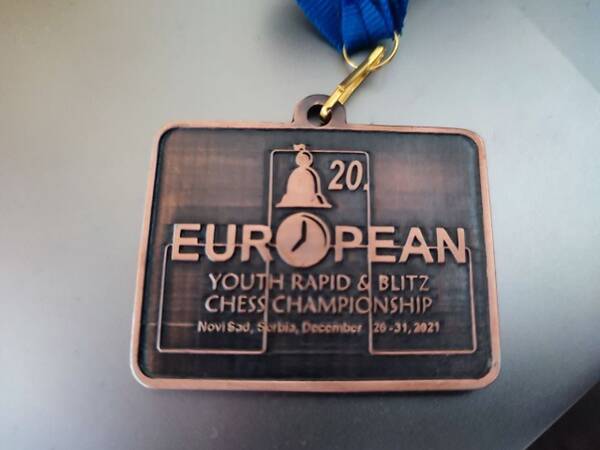 20.
EUROPEAN
YOUTH RAPID & BLITZ
CHESS CHAMPIONSHIP
Novi Sad, Serbia, December 26-31, 2021